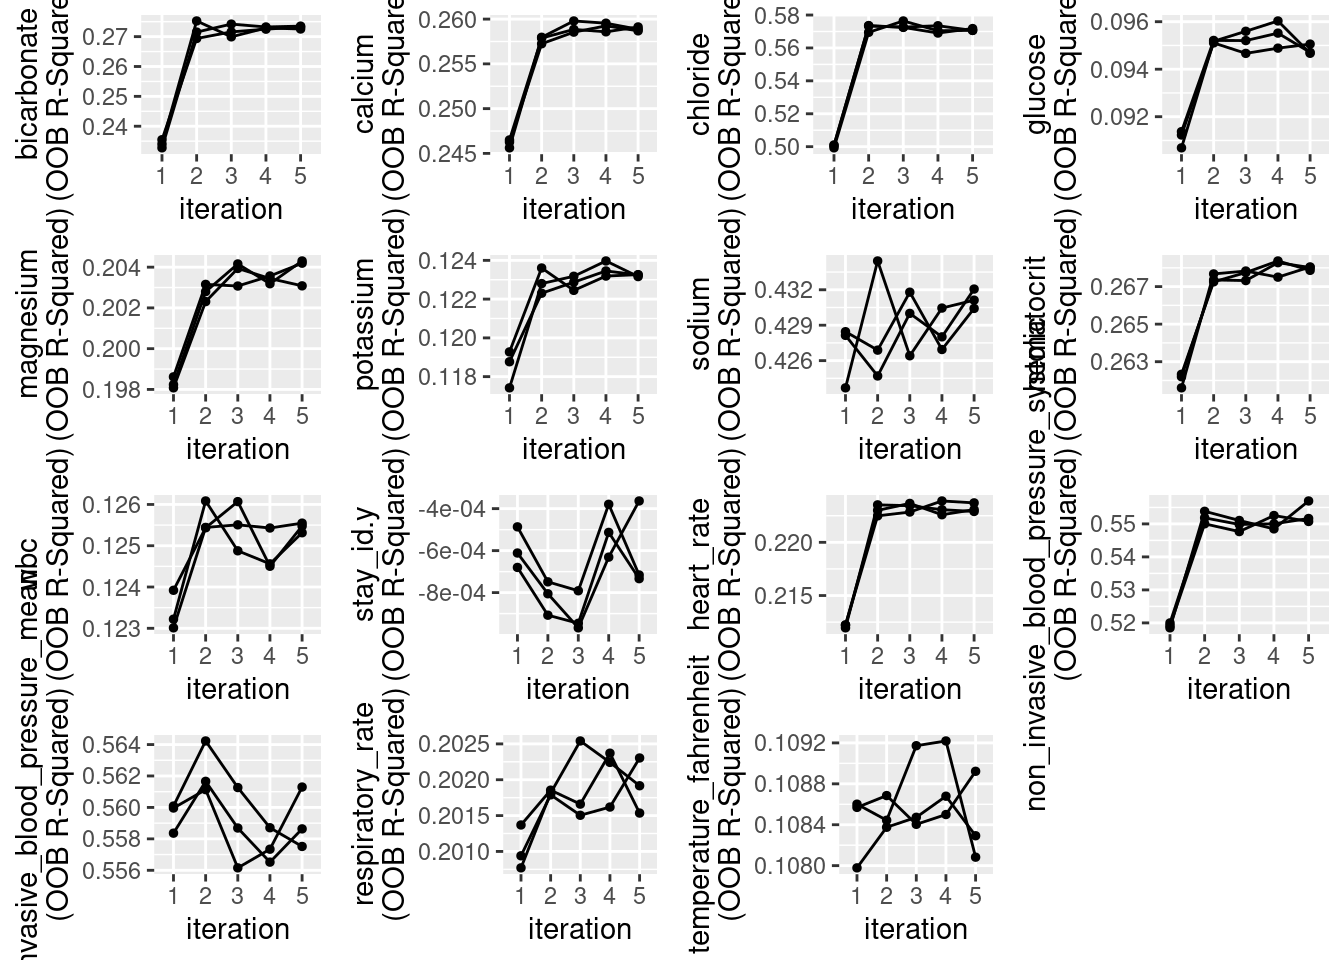 bicarbonate
(OOB R-Square
0.27
0.26
0.25
0.24
1 2 3 4 5
iteration
calcium
(OOB R-Square
0.260
0.255
0.250
0.245
1 2 3 4 5
iteration
chloride
(OOB R-Square
0.58
0.56
0.54
0.52
0.50
1 2 3 4 5
iteration
glucose
(OOB R-Square
0.096
0.094
0.092
1 2 3 4 5
iteration
magnesium
(OOB R-Squared)
0.204
0.202
0.200
0.198
1 2 3 4 5
iteration
potassium
(OOB R-Squared)
0.124
0.122
0.120
0.118
1 2 3 4 5
iteration
sodium
(OOB R-Squared)
0.432
0.429
0.426
1 2 3 4 5
iteration
(OOB R-Squared)
0.267
0.265
0.263
1 2 3 4 5
iteration
wbc
(OOB R-Squared)
0.126
0.125
0.124
0.123
1 2 3 4 5
iteration
stay_id.y
(OOB R-Squared)
-4e-04
-6e-04
-8e-04
1 2 3 4 5
iteration
heart_rate
(OOB R-Squared)
0.220
0.215
1 2 3 4 5
iteration
non_invasive_blood_pressure_systolic
(OOB R-Squared)
0.55
0.54
0.53
0.52
1 2 3 4 5
iteration
nvasive_blood_pressure_mean
(OOB R-Squared)
0.564
0.562
0.560
0.558
0.556
1 2 3 4 5
iteration
respiratory_rate
(OOB R-Squared)
0.2025
0.2020
0.2015
0.2010
1 2 3 4 5
iteration
temperature_fahrenheit
(OOB R-Squared)
0.1092
0.1088
0.1084
0.1080
1 2 3 4 5
iteration